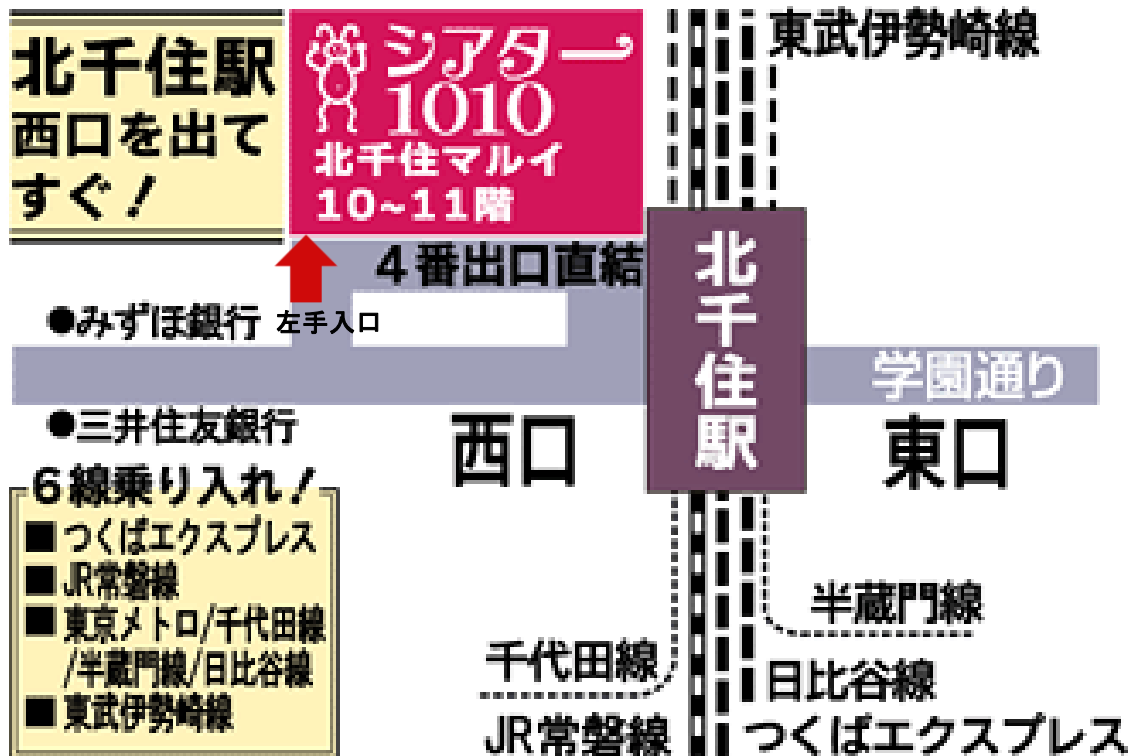 北千住駅
西口を出て
すぐ!
シアター
1010
北千住マルイ
10~11階
東武伊勢崎線
4番出口直結
●みずほ銀行
左手入口
北千住駅
学園通り
●三井住友銀行
西口
東口
6線乗り入れ!
■つくばエクスプレス
■JR常磐線
■東京メトロ/千代田線
/半蔵門線/日比谷線
■東武伊勢崎線
半蔵門線
千代田線
日比谷線
JR常磐線
つくばエクスプレス